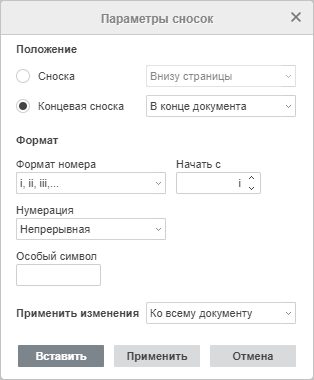 Параметры сносок
Положение
Сноска
Внизу страницы
Концевая сноска
В конце документа
Формат
Формат номера
Начать с
i, ii, iii,...
i
Нумерация
Непрерывная
Особый символ
Применить изменения
Ко всему документу
Вставить
Применить
Отмена